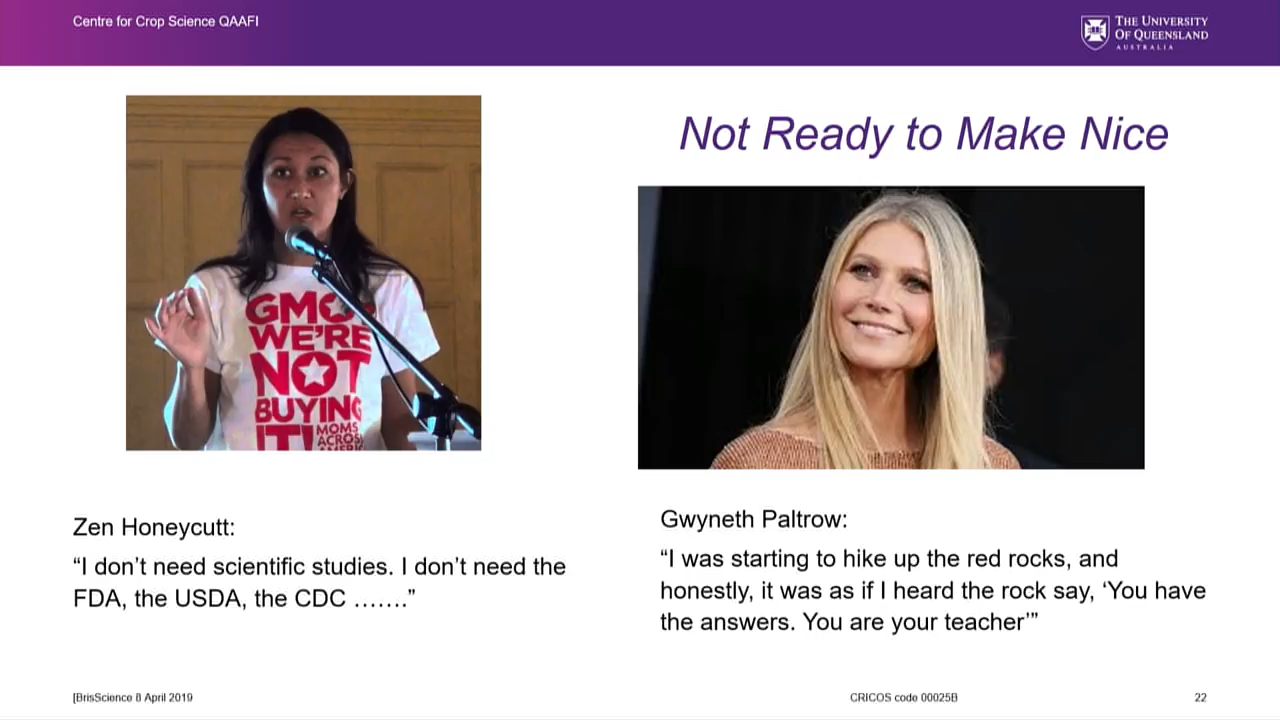 Centre for Crop Science QAAFI
THE UNIVERSITY
OF QUEENSLAND
AUSTRALIA
Not Ready to Make Nice
GMO
WE'RE
NOT
BUYING
IT!
MOMS
ACROSS
Zen Honeycutt:
“I don’t need scientific studies. I don’t need the
FDA, the USDA, the CDC …….”
Gwyneth Paltrow:
“I was starting to hike up the red rocks, and
honestly, it was as if I heard the rock say, ‘You have
the answers. You are your teacher’”
[BrisScience 8 April 2019
CRICOS code 00025B
22